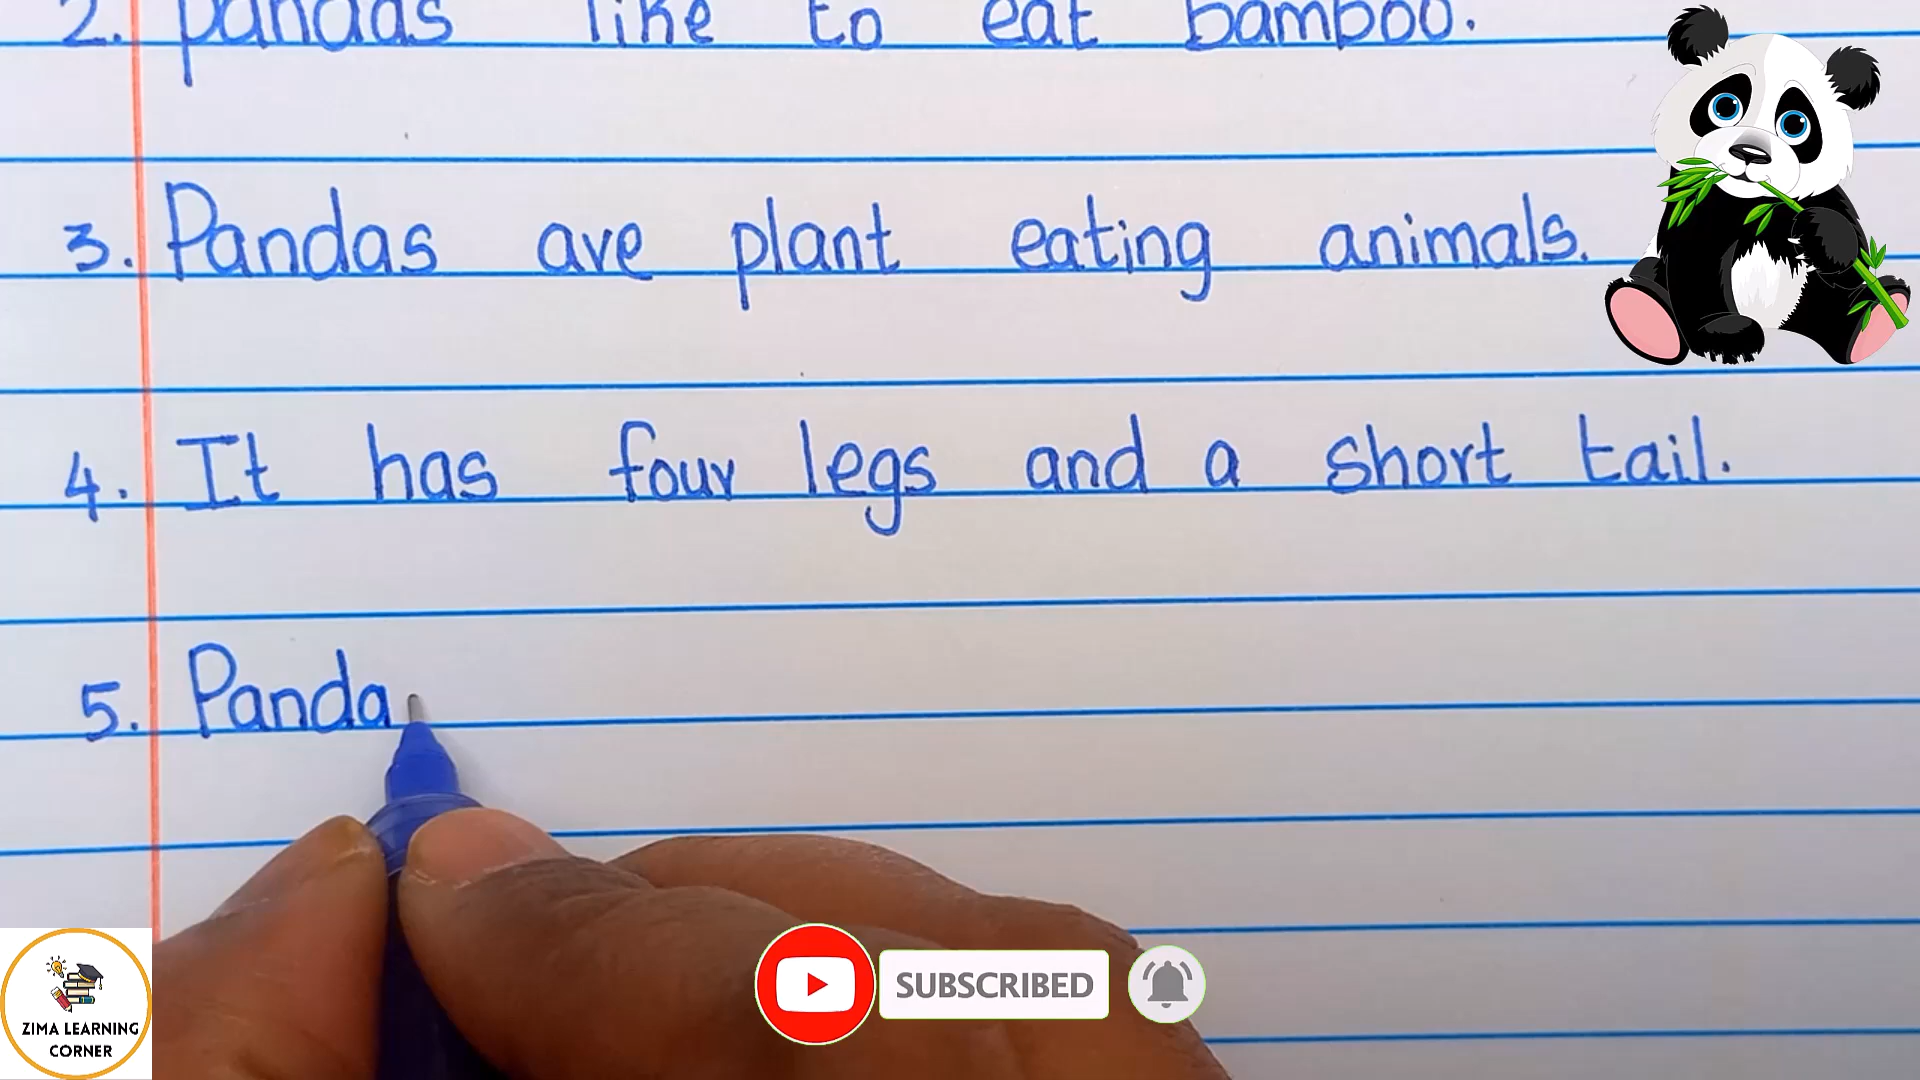 2. pandas like to eat bamboo.
3. Pandas are plant eating animals.
4. It has four legs and a short tail.
5. Panda
ZIMA LEARNING
CORNER
SUBSCRIBED